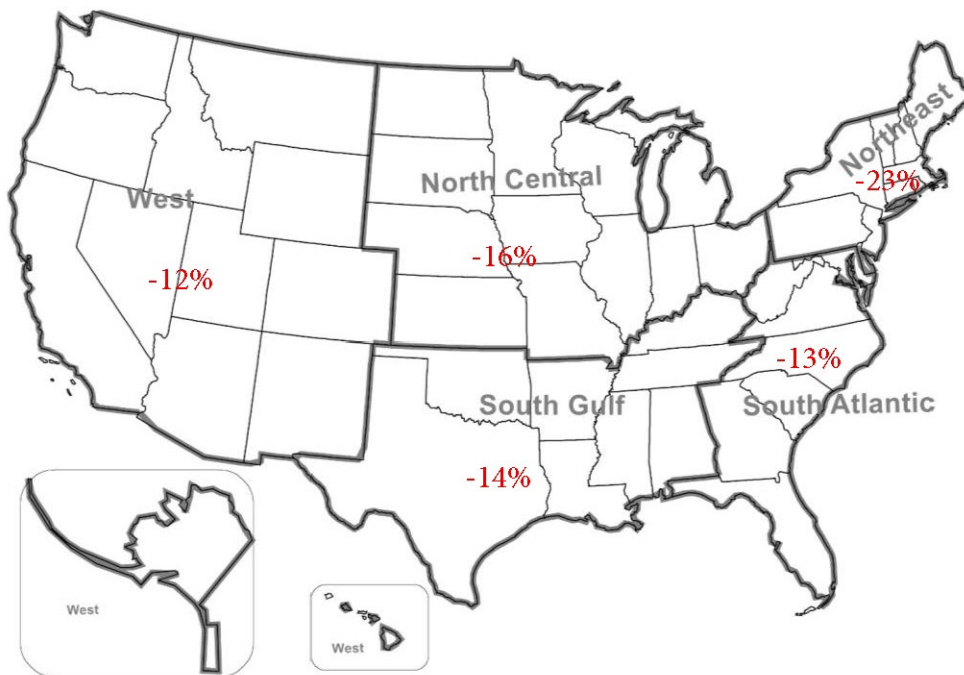 Northeast
-23%
North Central
West
-16%
-12%
-13%
South Gulf
South Atlantic
-14%
West
West